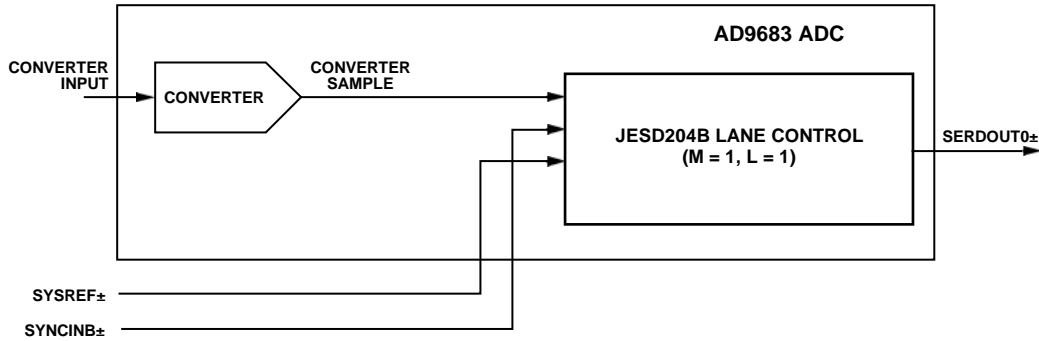 AD9683 ADC
CONVERTER
INPUT
CONVERTER
CONVERTER
SAMPLE
JESD204B LANE CONTROL
(M = 1, L = 1)
SERDOUT0±
SYSREF±
SYNCINB±